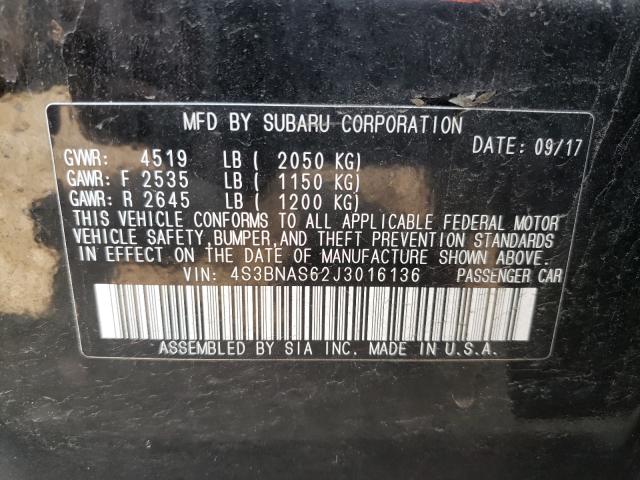 MFD BY SUBARU CORPORATION
DATE: 09/17
GVWR: 4519 LB ( 2050 KG)
GAWR: F 2535 LB ( 1150 KG)
GAWR: R 2645 LB ( 1200 KG)
THIS VEHICLE CONFORMS TO ALL APPLICABLE FEDERAL MOTOR
VEHICLE SAFETY, BUMPER, AND THEFT PREVENTION STANDARDS
IN EFFECT ON THE DATE OF MANUFACTURE SHOWN ABOVE.
VIN: 4S3BNAS62J3016136 PASSENGER CAR
ASSEMBLED BY SIA INC. MADE IN U.S.A.